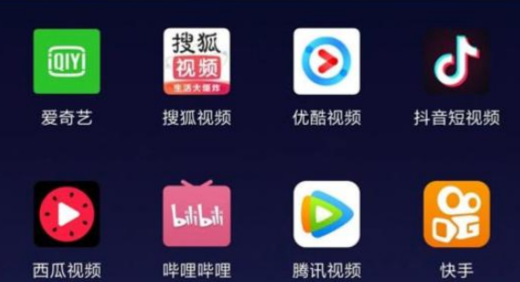 iQIYI
搜狐
视频
生活大爆炸
爱奇艺 搜狐视频 优酷视频 抖音短视频
bilibili
西瓜视频 哔哩哔哩 腾讯视频 快手